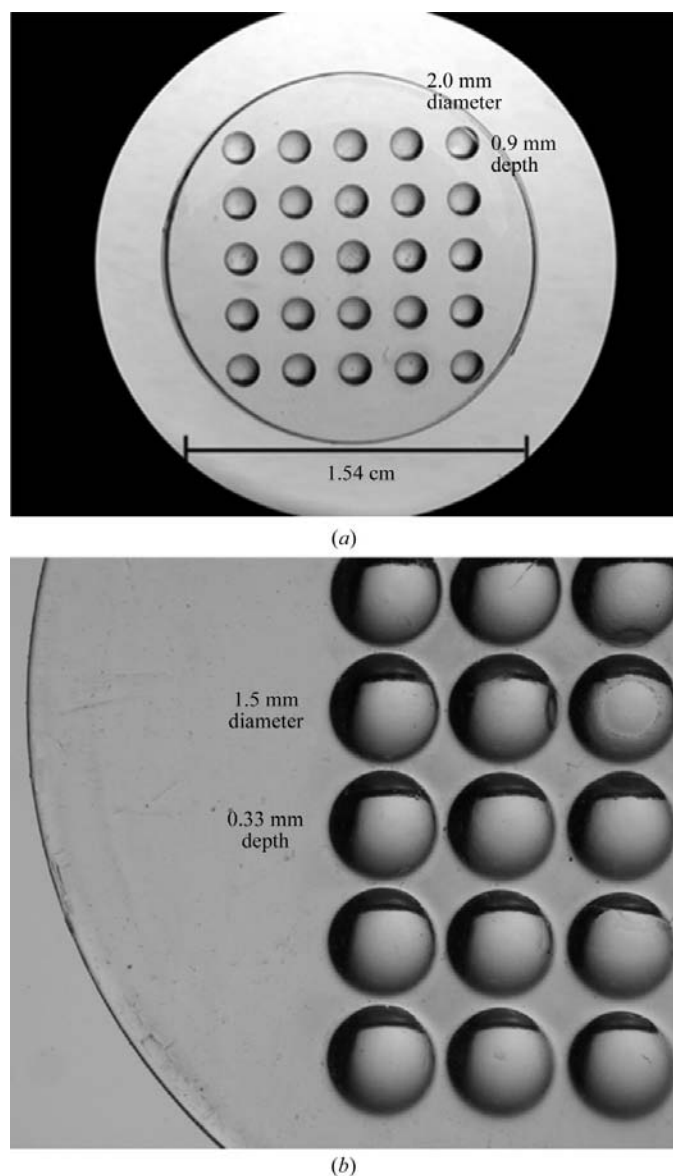 2.0 mm
diameter
0.9 mm
depth
1.54 cm
(a)
1.5 mm
diameter
0.33 mm
depth
(b)